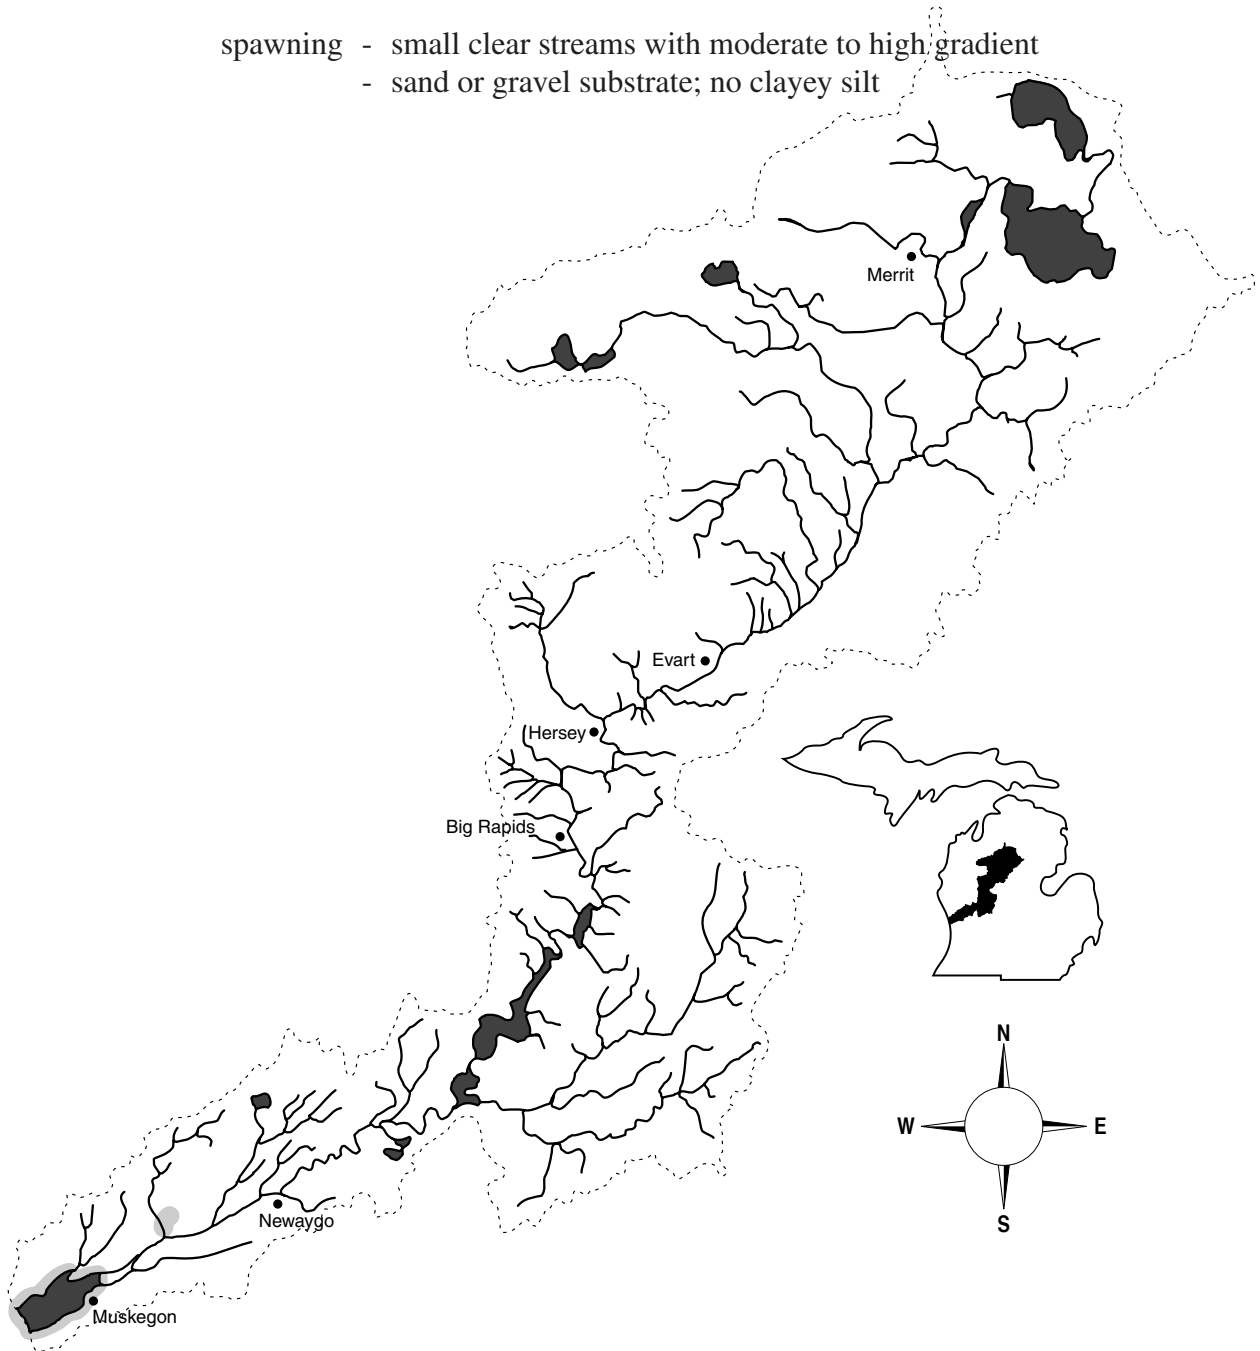 spawning - small clear streams with moderate to high gradient
- sand or gravel substrate; no clayey silt
Merrit
Evart
Hersey
Big Rapids
N
W E
S
Newaygo
Muskegon